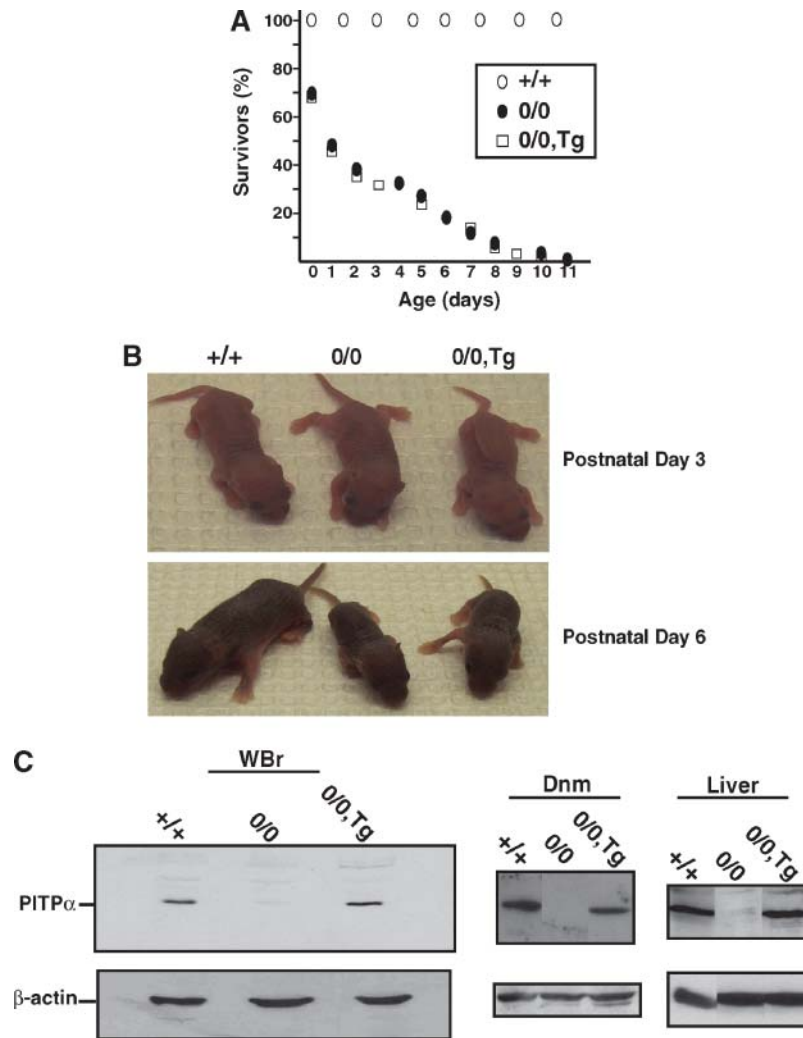 A
100
80
60
40
20
Survivors (%)
0 1 2 3 4 5 6 7 8 9 10 11
Age (days)
+/+
0/0
0/0,Tg
B
+/+ 0/0 0/0,Tg
Postnatal Day 3
Postnatal Day 6
C
WBr
+/+ 0/0 0/0,Tg
Dnm
+/+ 0/0 0/0,Tg
Liver
+/+ 0/0 0/0,Tg
PITPα
β-actin